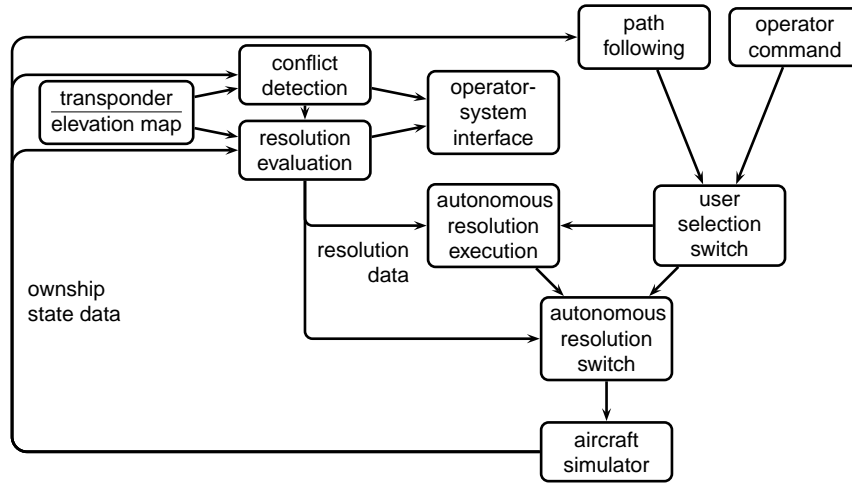 path
following
operator
command
conflict
detection
transponder
elevation map
operator-
system
interface
resolution
evaluation
autonomous
resolution
execution
user
selection
switch
resolution
data
ownship
state data
autonomous
resolution
switch
aircraft
simulator